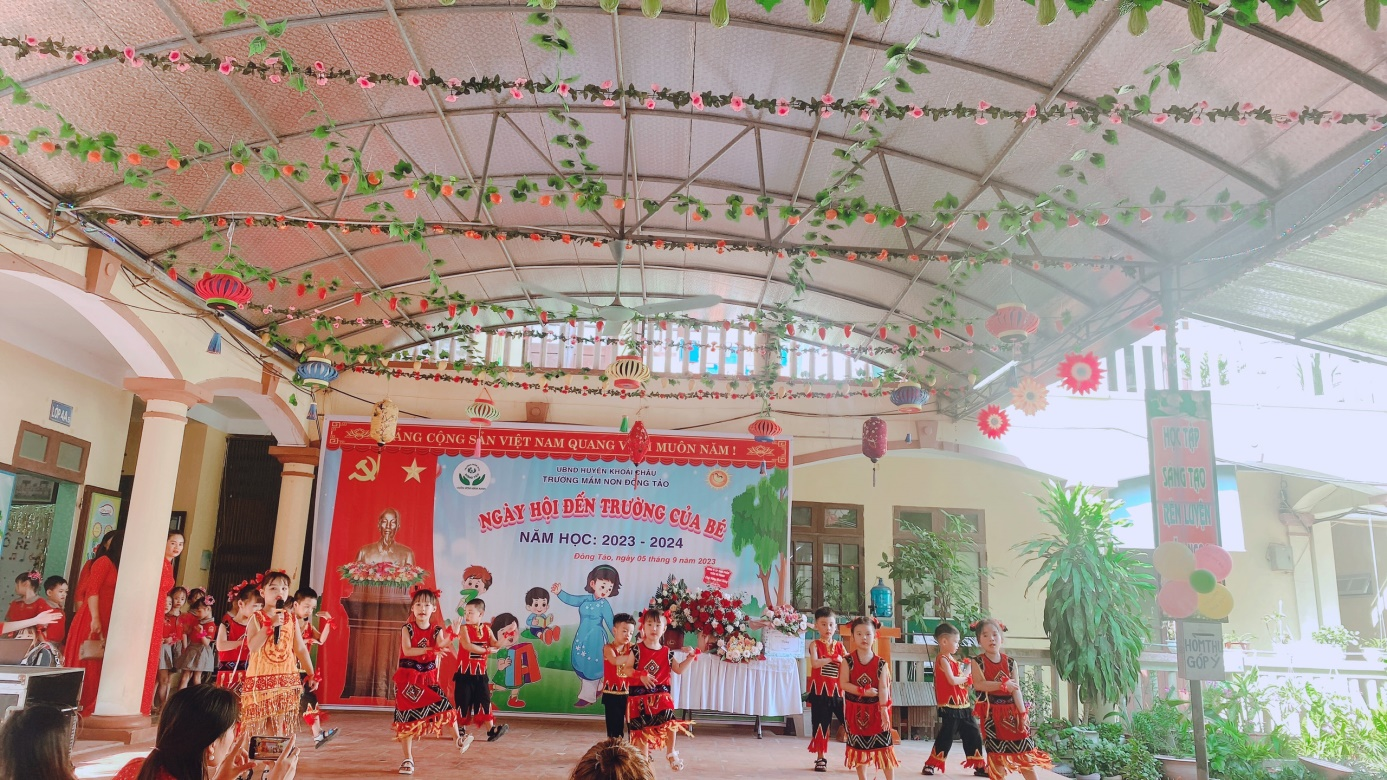 LỚP 4A
ĐẢNG CỘNG SẢN VIỆT NAM QUANG VINH MUÔN NĂM !
UBND HUYỆN KHOÁI CHÂU
TRƯỜNG MẦM NON ĐÔNG TẢO
NGÀY HỘI ĐẾN TRƯỜNG CỦA BÉ
NĂM HỌC: 2023 - 2024
Đông Tảo, ngày 05 tháng 9 năm 2023
A
HỌC TẬP
SÁNG TẠO
RÈN LUYỆN
HÒM THƯ
GÓP Ý